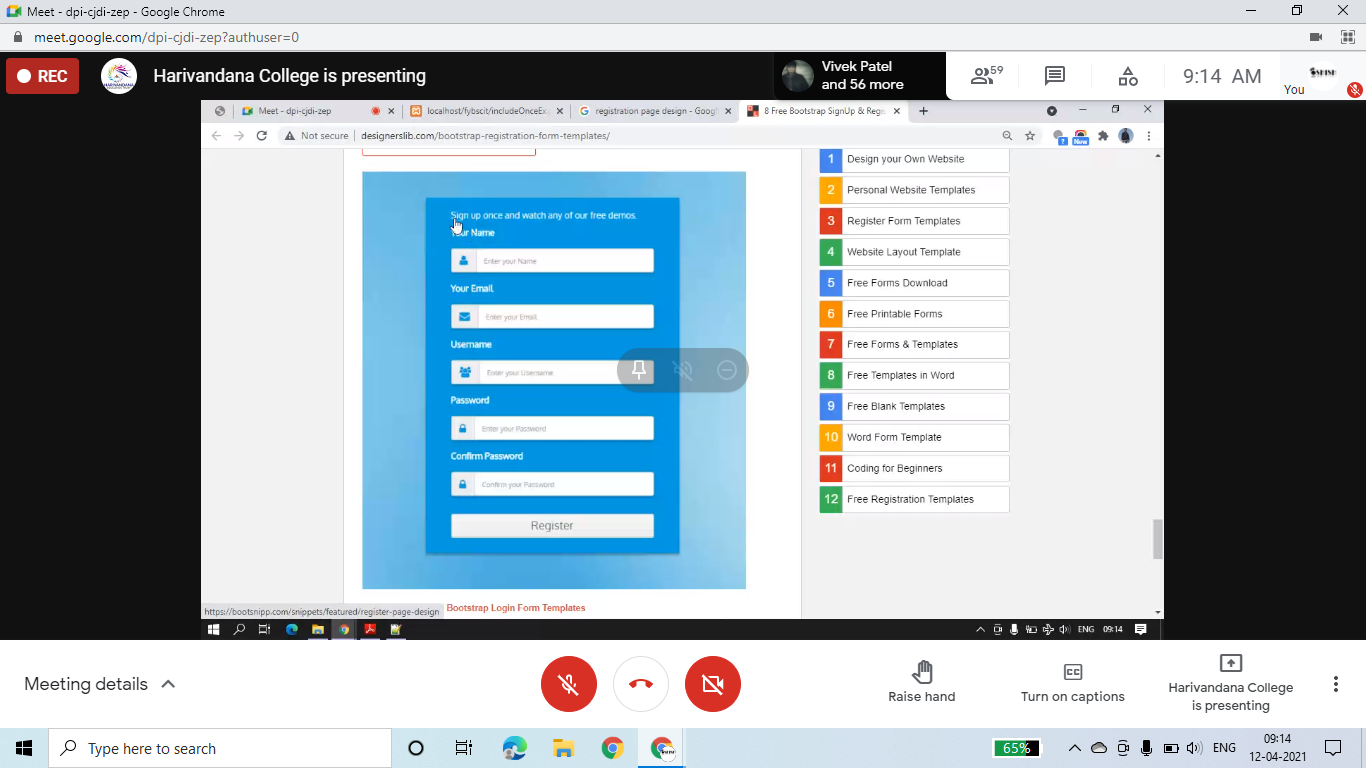 Meet - dpi-cjdi-zep - Google Chrome
meet.google.com/dpi-cjdi-zep?authuser=0
REC
Harivandana College is presenting
Vivek Patel
and 56 more
59
9:14 AM
You
Meet - dpi-cjdi-zep
localhost/fybscit/includeOnceEx
registration page design - Googl
8 Free Bootstrap SignUp & Regis
Not secure
designerslib.com/bootstrap-registration-form-templates/
New
Sign up once and watch any of our free demos.
Your Name
Enter your Name
Your Email
Enter your Email
Username
Enter your Username
Password
Enter your Password
Confirm Password
Confirm your Password
Register
1 Design your Own Website
2 Personal Website Templates
3 Register Form Templates
4 Website Layout Template
5 Free Forms Download
6 Free Printable Forms
7 Free Forms & Templates
8 Free Templates in Word
9 Free Blank Templates
10 Word Form Template
11 Coding for Beginners
12 Free Registration Templates
https://bootsnipp.com/snippets/featured/register-page-design
Bootstrap Login Form Templates
ENG
09:14
Meeting details
Raise hand
Turn on captions
Harivandana College
is presenting
Type here to search
65%
ENG
09:14
12-04-2021